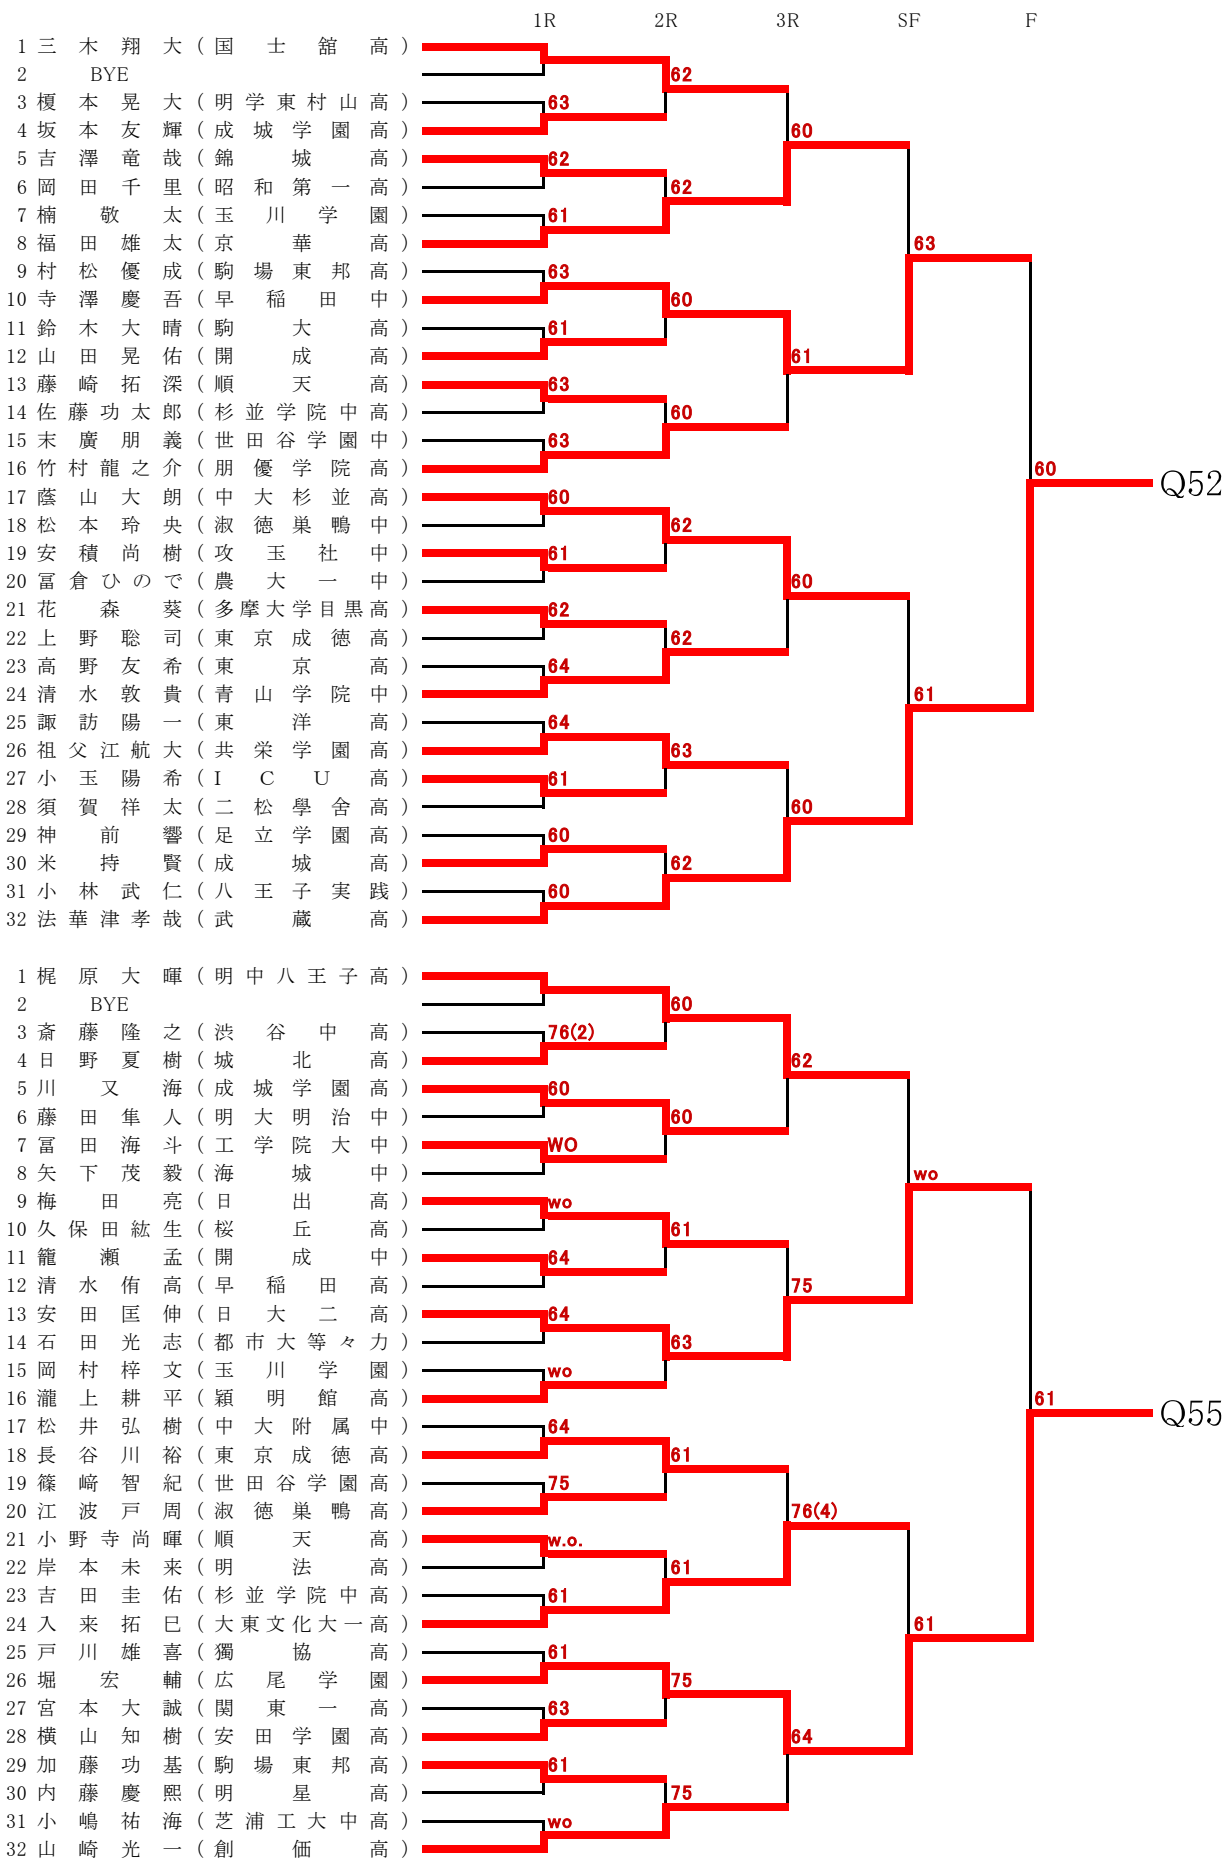 1R 2R 3R SF F
1 三木翔大(国士舘高)
2 BYE
62
3 榎本晃大(明学東村山高) 63
4 坂本友輝(成城学園高)
60
5 吉澤竜哉(錦城高) 62
6 岡田千里(昭和第一高)
62
7 楠敬太(玉川学園) 61
8 福田雄太(京華高)
63
9 村松優成(駒場東邦高) 63
10 寺澤慶吾(早稲田中)
60
11 鈴木大晴(駒大高) 61
12 山田晃佑(開成高)
61
13 藤崎拓深(順天高) 63
14 佐藤功太郎(杉並学院中高)
60
15 末廣朋義(世田谷学園中) 63
16 竹村龍之介(朋優学院高)
60 Q52
17 蔭山大朗(中大杉並高) 60
18 松本玲央(淑徳巣鴨中)
62
19 安積尚樹(攻玉社中) 61
20 冨倉ひので(農大一中)
60
21 花森葵(多摩大学目黒高) 62
22 上野聡司(東京成徳高)
62
23 高野友希(東京高) 64
24 清水敦貴(青山学院中)
61
25 諏訪陽一(東洋高) 64
26 祖父江航大(共栄学園高)
63
27 小玉陽希(ICU高) 61
28 須賀祥太(二松學舎高)
60
29 神前響(足立学園高) 60
30 米持賢(成城高)
62
31 小林武仁(八王子実践) 60
32 法華津孝哉(武蔵高)
1 梶原大暉(明中八王子高)
2 BYE
60
3 斎藤隆之(渋谷中高) 76(2)
4 日野夏樹(城北高)
62
5 川又海(成城学園高) 60
6 藤田隼人(明大明治中)
60
7 冨田海斗(工学院大中) WO
8 矢下茂毅(海城中)
wo
9 梅田亮(日出高) wo
10 久保田紘生(桜丘高)
61
11 籠瀬孟(開成中) 64
12 清水侑高(早稲田高)
75
13 安田匡伸(日大二高) 64
14 石田光志(都市大等々力)
63
15 岡村梓文(玉川学園) wo
16 瀧上耕平(穎明館高)
61 Q55
17 松井弘樹(中大附属中) 64
18 長谷川裕(東京成徳高)
61
19 篠﨑智紀(世田谷学園高) 75
20 江波戸周(淑徳巣鴨高)
76(4)
21 小野寺尚暉(順天高) w.o.
22 岸本未来(明法高)
61
23 吉田圭佑(杉並学院中高) 61
24 入来拓巳(大東文化大一高)
61
25 戸川雄喜(獨協高) 61
26 堀宏輔(広尾学園)
75
27 宮本大誠(関東一高) 63
28 横山知樹(安田学園高)
64
29 加藤功基(駒場東邦高) 61
30 内藤慶熙(明星高)
75
31 小嶋祐海(芝浦工大中高) wo
32 山崎光一(創価高)